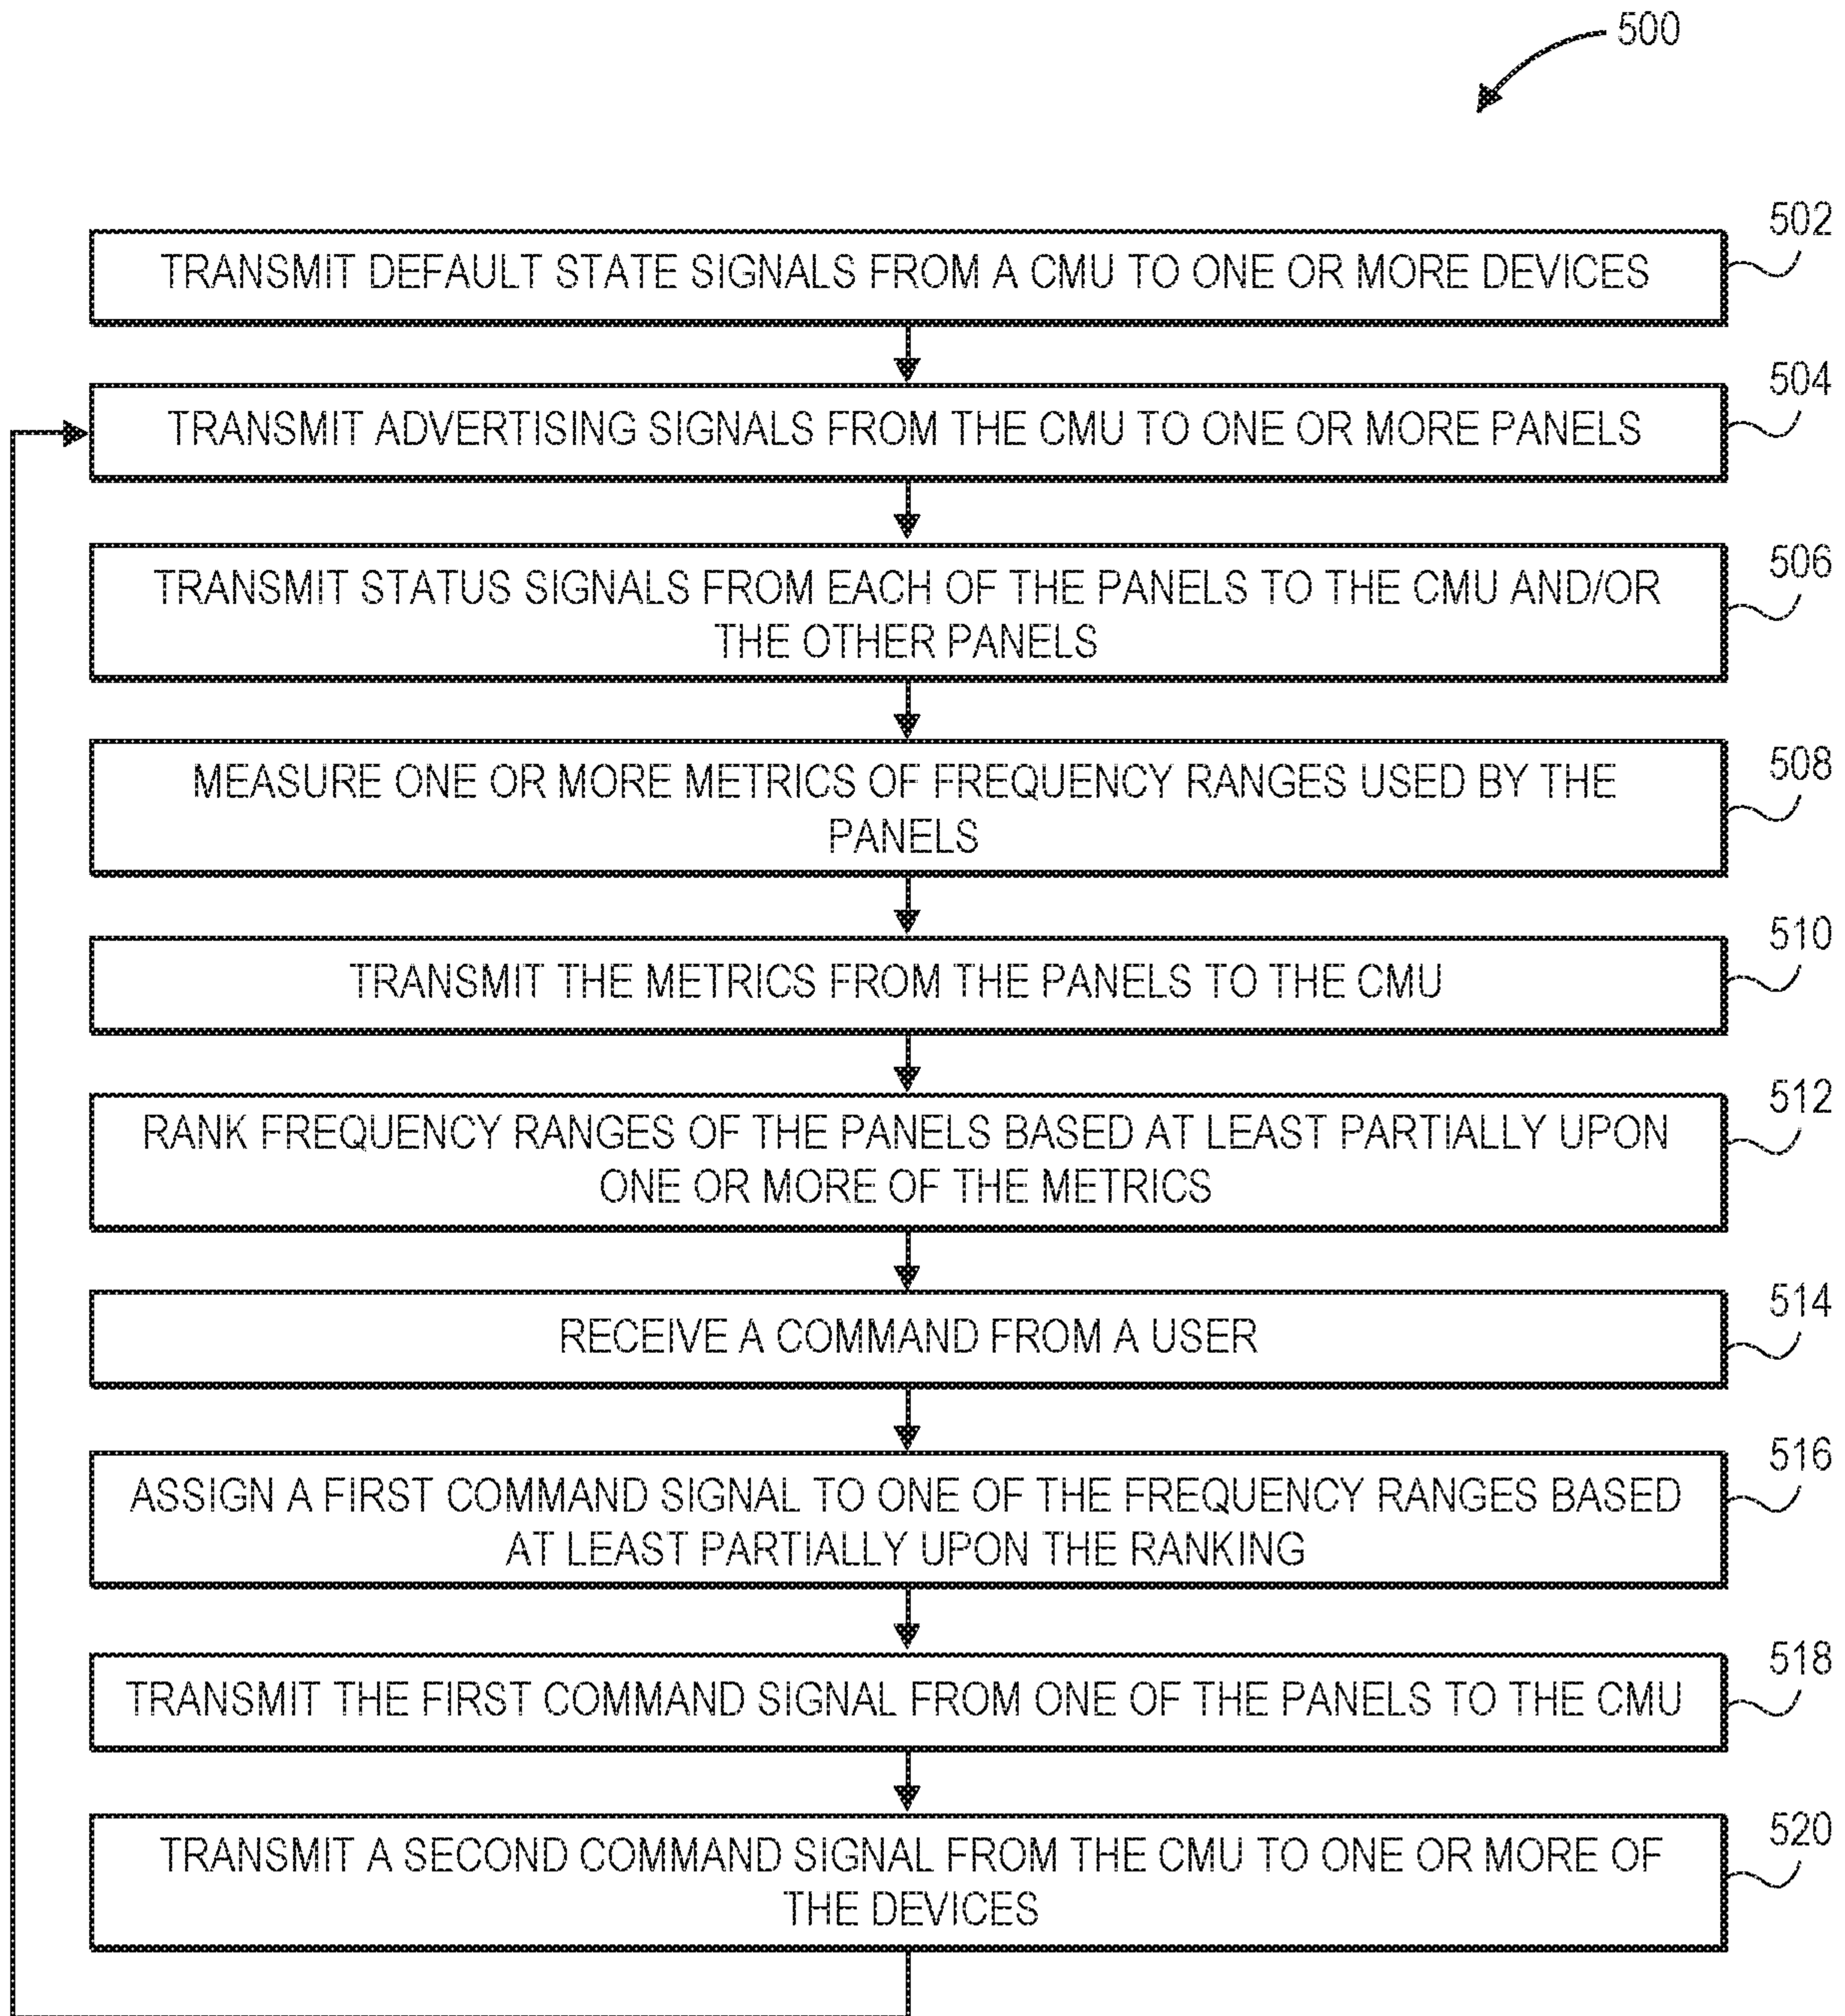 500
502
TRANSMIT DEFAULT STATE SIGNALS FROM A CMU TO ONE OR MORE DEVICES
504
TRANSMIT ADVERTISING SIGNALS FROM THE CMU TO ONE OR MORE PANELS
506
TRANSMIT STATUS SIGNALS FROM EACH OF THE PANELS TO THE CMU AND/OR
THE OTHER PANELS
508
MEASURE ONE OR MORE METRICS OF FREQUENCY RANGES USED BY THE
PANELS
510
TRANSMIT THE METRICS FROM THE PANELS TO THE CMU
512
RANK FREQUENCY RANGES OF THE PANELS BASED AT LEAST PARTIALLY UPON
ONE OR MORE OF THE METRICS
514
RECEIVE A COMMAND FROM A USER
516
ASSIGN A FIRST COMMAND SIGNAL TO ONE OF THE FREQUENCY RANGES BASED
AT LEAST PARTIALLY UPON THE RANKING
518
TRANSMIT THE FIRST COMMAND SIGNAL FROM ONE OF THE PANELS TO THE CMU
520
TRANSMIT A SECOND COMMAND SIGNAL FROM THE CMU TO ONE OR MORE OF
THE DEVICES